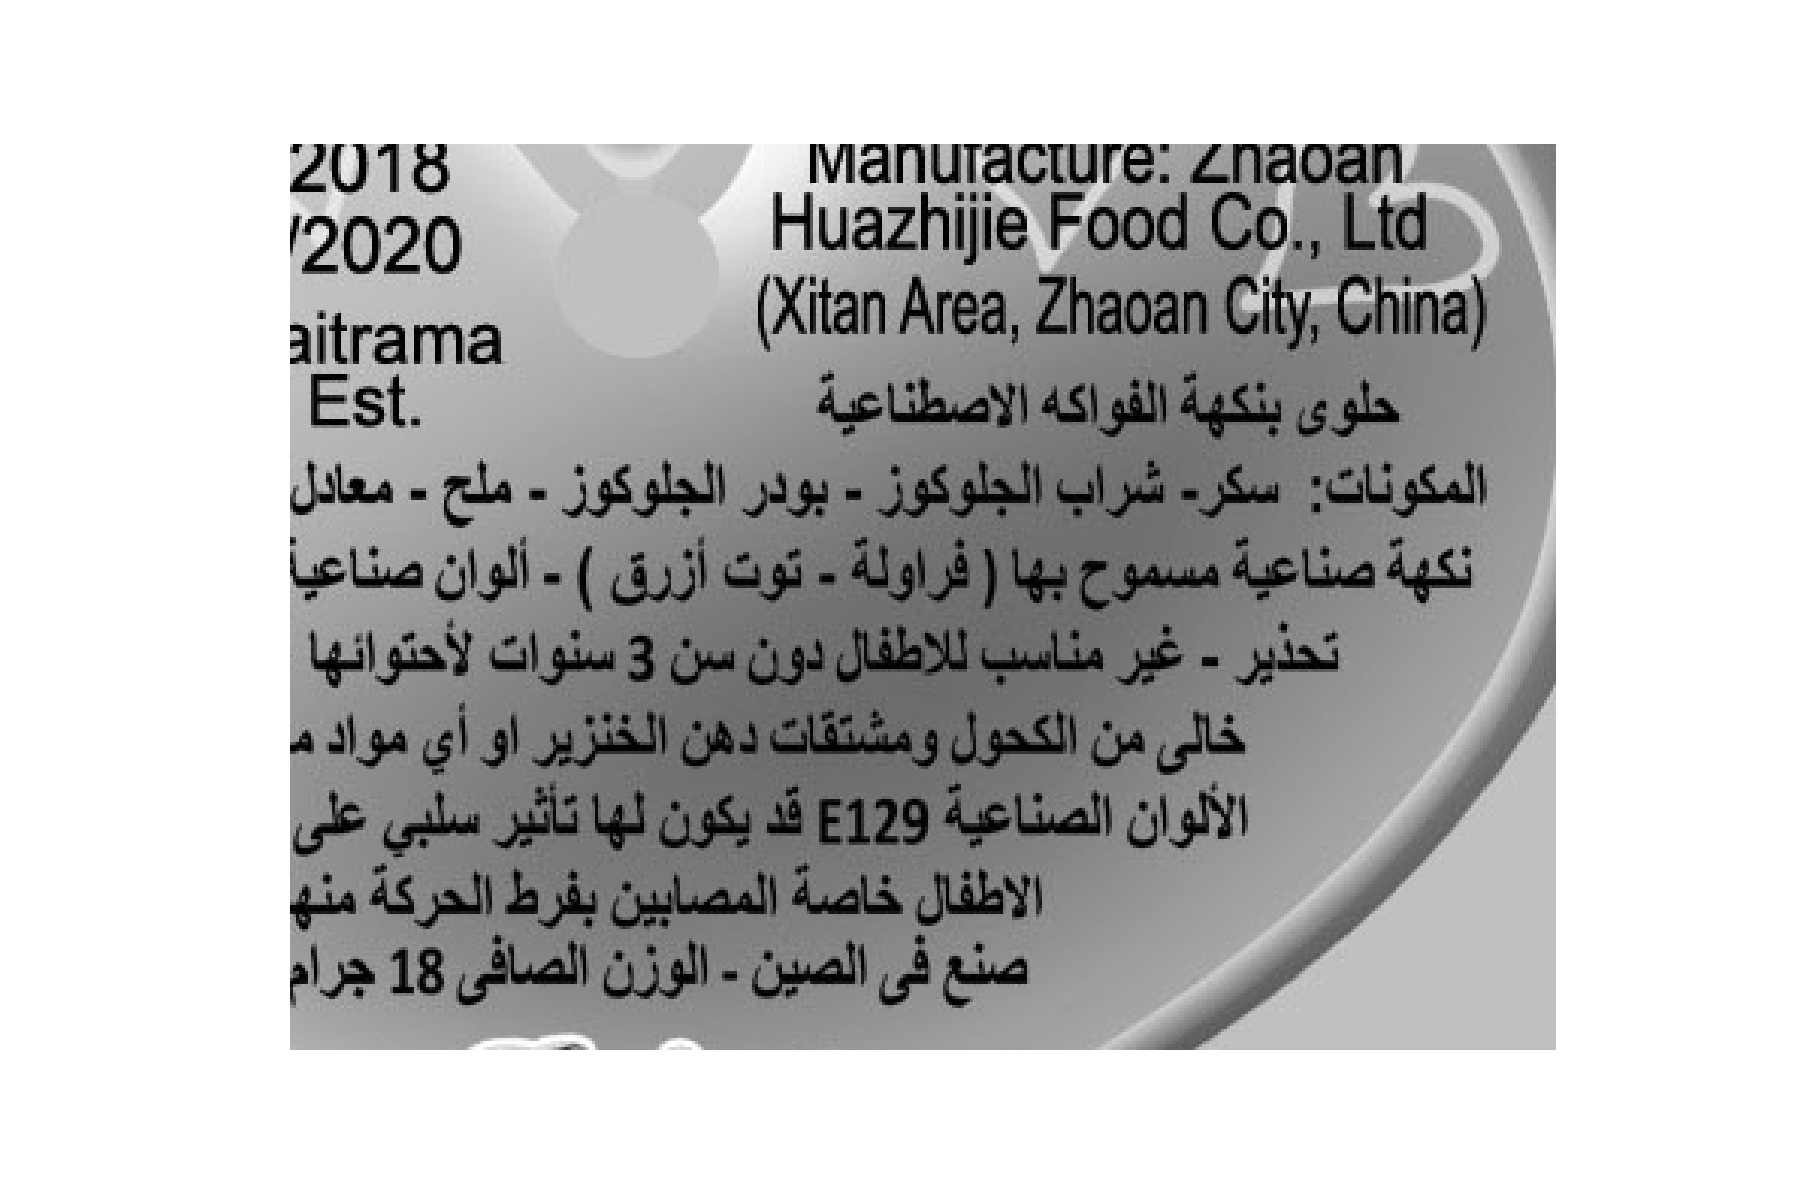 2018
/2020
aitrama
Est.
Manufacture: Zhaoan
Huazhijie Food Co., Ltd
(Xitan Area, Zhaoan City, China)
حلوى بنكهة الفواكه الاصطناعية
المكونات: سكر- شراب الجلوكوز - بودر الجلوكوز - ملح - معادل
نكهة صناعية مسموح بها ( فراولة - توت أزرق ) - ألوان صناعية
تحذير - غير مناسب للاطفال دون سن 3 سنوات لأحتوائها
خالى من الكحول ومشتقات دهن الخنزير او أي مواد
الألوان الصناعية E129 قد يكون لها تأثير سلبي على
الاطفال خاصة المصابين بفرط الحركة منه
صنع فى الصين - الوزن الصافى 18 جرام